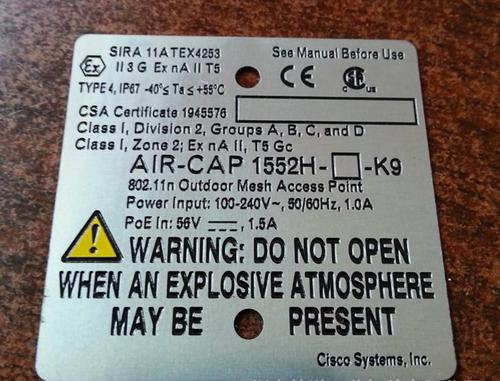 SIRA 11ATEX4253
See Manual Before Use
Ex
II 3 G Ex nA II T5
CE
TYPE 4, IP67 -40°≤ Ta ≤ +55°C
C US
CSA Certificate 1945576
Class I, Division 2, Groups A, B, C, and D
Class I, Zone 2; Ex nA II, T5 Gc
AIR-CAP 1552H-□-K9
802.11n Outdoor Mesh Access Point
Power Input: 100-240V~, 50/60Hz, 1.0A
PoE In: 56V ⎓, 1.5A
WARNING: DO NOT OPEN
WHEN AN EXPLOSIVE ATMOSPHERE
MAY BE PRESENT
Cisco Systems, Inc.